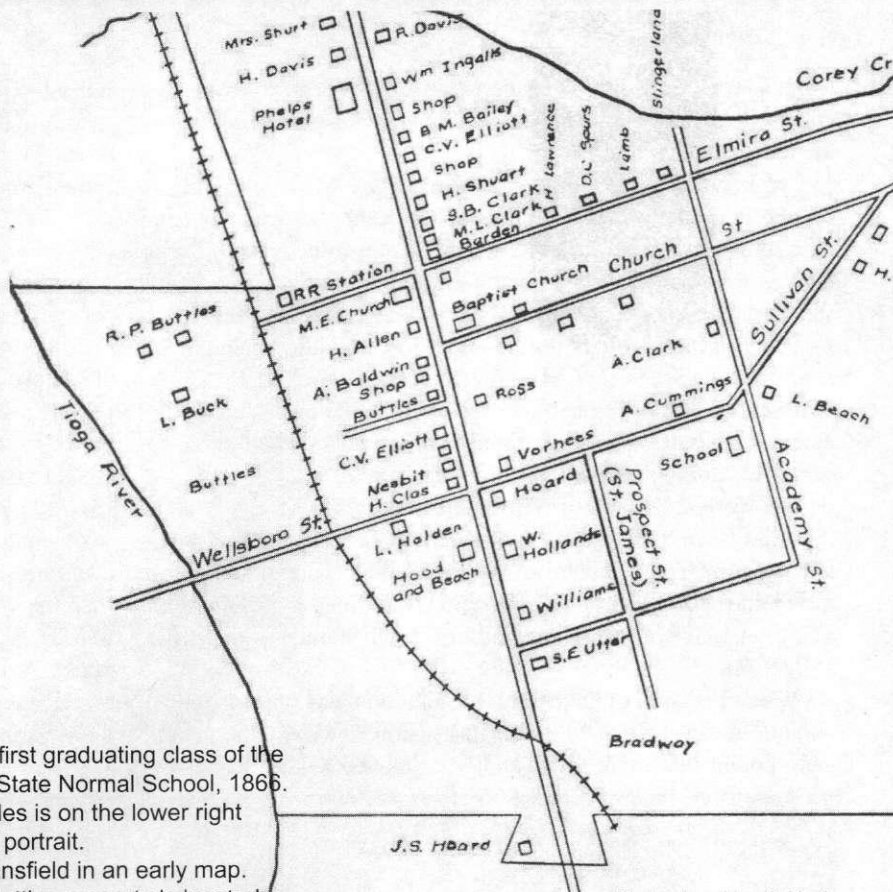 Mrs. Shurt
H. Davis
Phelps
Hotel
R. Davis
Wm Ingalls
Shop
B. M. Bailey
C.V. Elliott
Shop
H. Shuart
S.B. Clark
M.L. Clark
Barden
H Lawrence
Lamb
Slingerland
Corey
Elmira St.
RR Station
M.E. Church
Baptist Church
Church St
Sullivan St.
H.
R.P. Buttles
L. Buck
Buttles
Tioga River
H. Allen
A. Baldwin
Shop
Buttles
Ross
A. Clark
A. Cummings
L. Beach
C.V. Elliott
Nesbit
H. Clos
Vorhees
Hoard
School
Prospect St.
(St. James)
Academy St.
Wellsboro St.
L. Holden
Hood
and Beach
W.
Hollands
Williams
S.E Utter
Bradwoy
J.S. Hoard
first graduating class of the
State Normal School, 1866.
les is on the lower right
portrait.
nsfield in an early map.